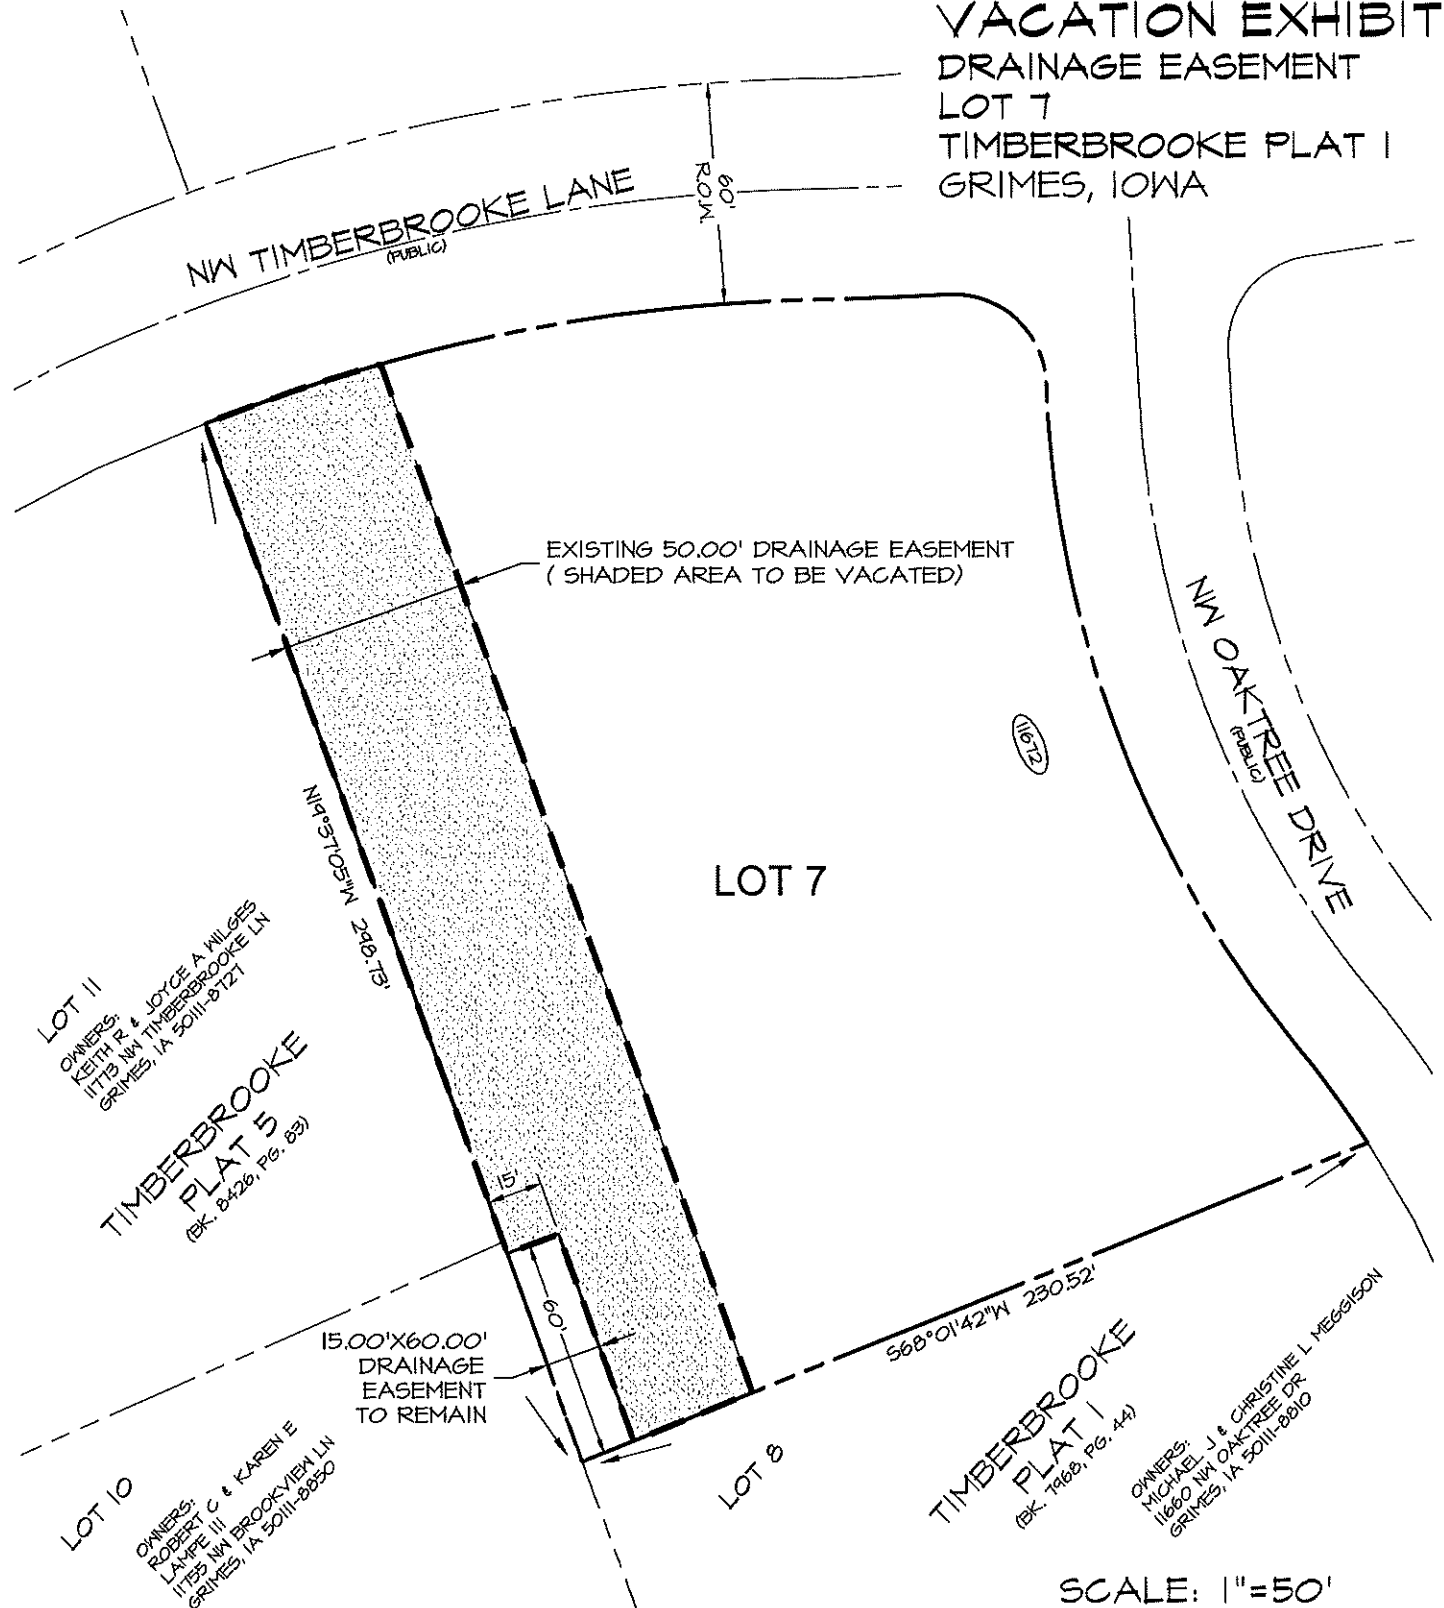 VACATION EXHIBIT
DRAINAGE EASEMENT
LOT 7
TIMBERBROOKE PLAT 1
GRIMES, IOWA
60'
R.O.W.
NW TIMBERBROOKE LANE
(PUBLIC)
EXISTING 50.00' DRAINAGE EASEMENT
( SHADED AREA TO BE VACATED)
NW OAKTREE DRIVE
(PUBLIC)
11672
N19°37'05"W 298.73'
LOT 7
LOT 11
OWNERS:
KEITH R & JOYCE A WILGES
11773 NW TIMBERBROOKE LN
GRIMES, IA 50111-8727
TIMBERBROOKE
PLAT 5
(BK. 8426, PG. 83)
15'
60'
15.00'X60.00'
DRAINAGE
EASEMENT
TO REMAIN
S68°01'42"W 230.52'
LOT 10
OWNERS:
ROBERT C & KAREN E
LAMPE III
11755 NW BROOKVIEW LN
GRIMES, IA 50111-8850
LOT 8
TIMBERBROOKE
PLAT 1
(BK. 7968, PG. 44)
OWNERS:
MICHAEL J & CHRISTINE L MEGGISON
11660 NW OAKTREE DR
GRIMES, IA 50111-8810
SCALE: 1"=50'